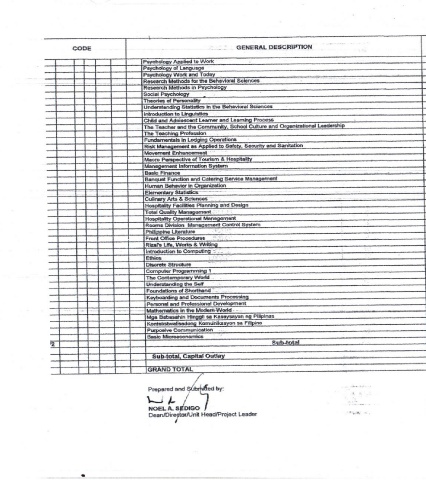 CODE GENERAL DESCRIPTION
Psychology Applied to Work
Psychology of Language
Psychology Work and Today
Research Methods for the Behavioral Sciences
Research Methods in Psychology
Social Psychology
Theories of Personality
Understanding Statistics in the Behavioral Sciences
Introduction to Linguistics
Child and Adolescent Learner and Learning Process
The Teacher and the Community, School Culture and Organizational Leadership
The Teaching Profession
Fundamentals in Lodging Operations
Risk Management as Applied to Safety, Security and Sanitation
Movement Enhancement
Macro Perspective of Tourism & Hospitality
Management Information System
Basic Finance
Banquet Function and Catering Service Management
Human Behavior in Organization
Elementary Statistics
Culinary Arts & Sciences
Hospitality Facilities Planning and Design
Total Quality Management
Hospitality Operational Management
Rooms Division Management Control System
Philippine Literature
Front Office Procedures
Rizal's Life, Works & Writing
Introduction to Computing
Ethics
Discrete Structure
Computer Programming 1
The Contemporary World
Understanding the Self
Foundations of Shorthand
Keyboarding and Documents Processing
Personal and Professional Development
Mathematics in the Modern World
Mga Babasahin Hinggil sa Kasaysayan ng Pilipinas
Kontekstwalisadong Komunikasyon sa Filipino
Purposive Communication
Basic Microeconomics
Sub-total
Sub-total, Capital Outlay
GRAND TOTAL
Prepared and Submitted by:
NOEL A. SEDIGO
Dean/Director/Unit Head/Project Leader